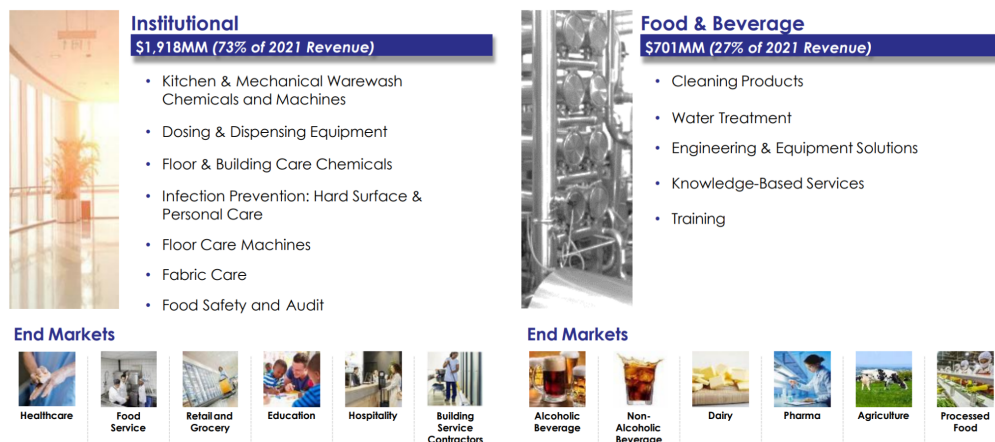 Institutional
$1,918MM (73% of 2021 Revenue)
• Kitchen & Mechanical Warewash
Chemicals and Machines
• Dosing & Dispensing Equipment
• Floor & Building Care Chemicals
• Infection Prevention: Hard Surface &
Personal Care
• Floor Care Machines
• Fabric Care
• Food Safety and Audit
End Markets
Healthcare
Food
Service
Retail and
Grocery
Education
Hospitality
Building
Service
Contractors
Food & Beverage
$701MM (27% of 2021 Revenue)
• Cleaning Products
• Water Treatment
• Engineering & Equipment Solutions
• Knowledge-Based Services
• Training
End Markets
Alcoholic
Beverage
Non-
Alcoholic
Beverage
Dairy
Pharma
Agriculture
Processed
Food